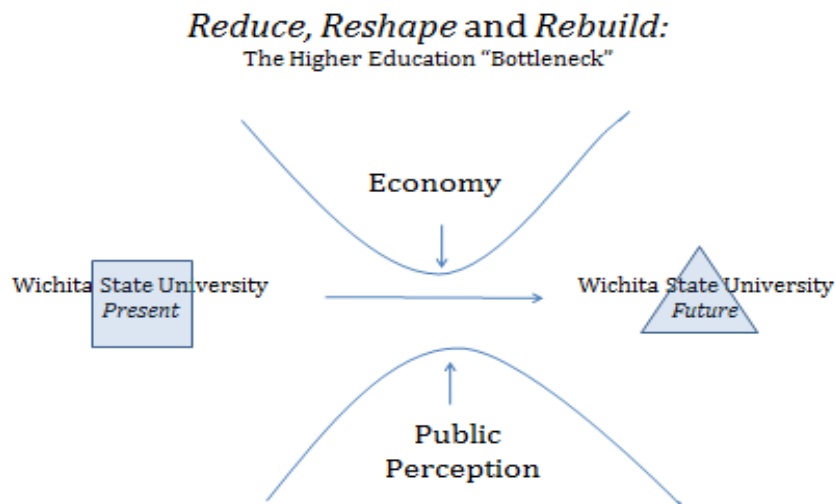 Reduce, Reshape and Rebuild:
The Higher Education “Bottleneck”
Economy
Wichita State University
Present
Wichita State University
Future
Public
Perception